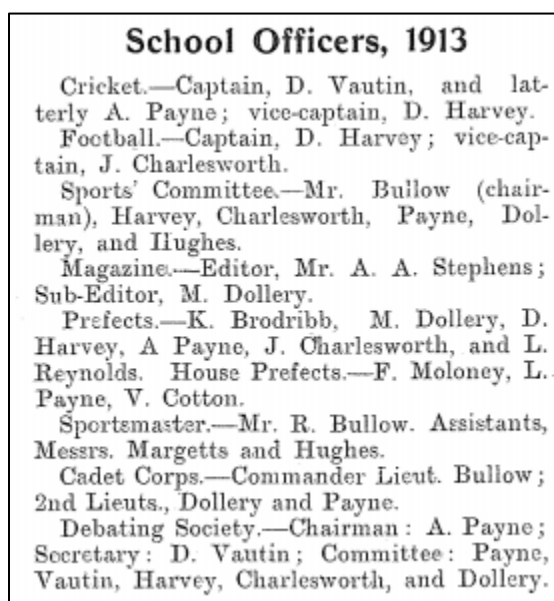 School Officers, 1913
Cricket.—Captain, D. Vautin, and lat-
terly A. Payne; vice-captain, D. Harvey.
Football.—Captain, D. Harvey; vice-cap-
tain, J. Charlesworth.
Sports' Committee.—Mr. Bullow (chair-
man), Harvey, Charlesworth, Payne, Dol-
lery, and Hughes.
Magazine.—Editor, Mr. A. A. Stephens;
Sub-Editor, M. Dollery.
Prefects.—K. Brodribb, M. Dollery, D.
Harvey, A Payne, J. Charlesworth, and L.
Reynolds. House Prefects.—F. Moloney, L.
Payne, V. Cotton.
Sportsmaster.—Mr. R. Bullow. Assistants,
Messrs. Margetts and Hughes.
Cadet Corps.—Commander Lieut. Bullow;
2nd Lieuts., Dollery and Payne.
Debating Society.—Chairman: A. Payne;
Secretary: D. Vautin; Committee: Payne,
Vautin, Harvey, Charlesworth, and Dollery.